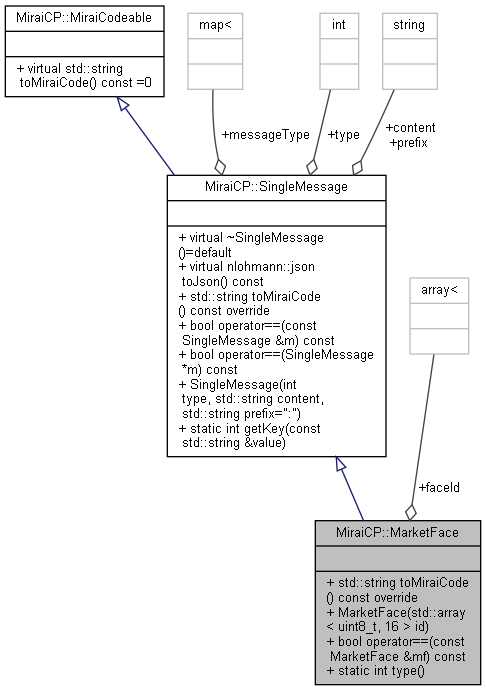 MiraiCP::MiraiCodeable
+ virtual std::string
toMiraiCode() const =0
map<
int
string
+messageType
+type
+content
+prefix
MiraiCP::SingleMessage
+ virtual ~SingleMessage
()=default
+ virtual nlohmann::json
toJson() const
+ std::string toMiraiCode
() const override
+ bool operator==(const
SingleMessage &m) const
+ bool operator==(SingleMessage
*m) const
+ SingleMessage(int
type, std::string content,
std::string prefix=":")
+ static int getKey(const
std::string &value)
array<
+faceId
MiraiCP::MarketFace
+ std::string toMiraiCode
() const override
+ MarketFace(std::array
< uint8_t, 16 > id)
+ bool operator==(const
MarketFace &mf) const
+ static int type()